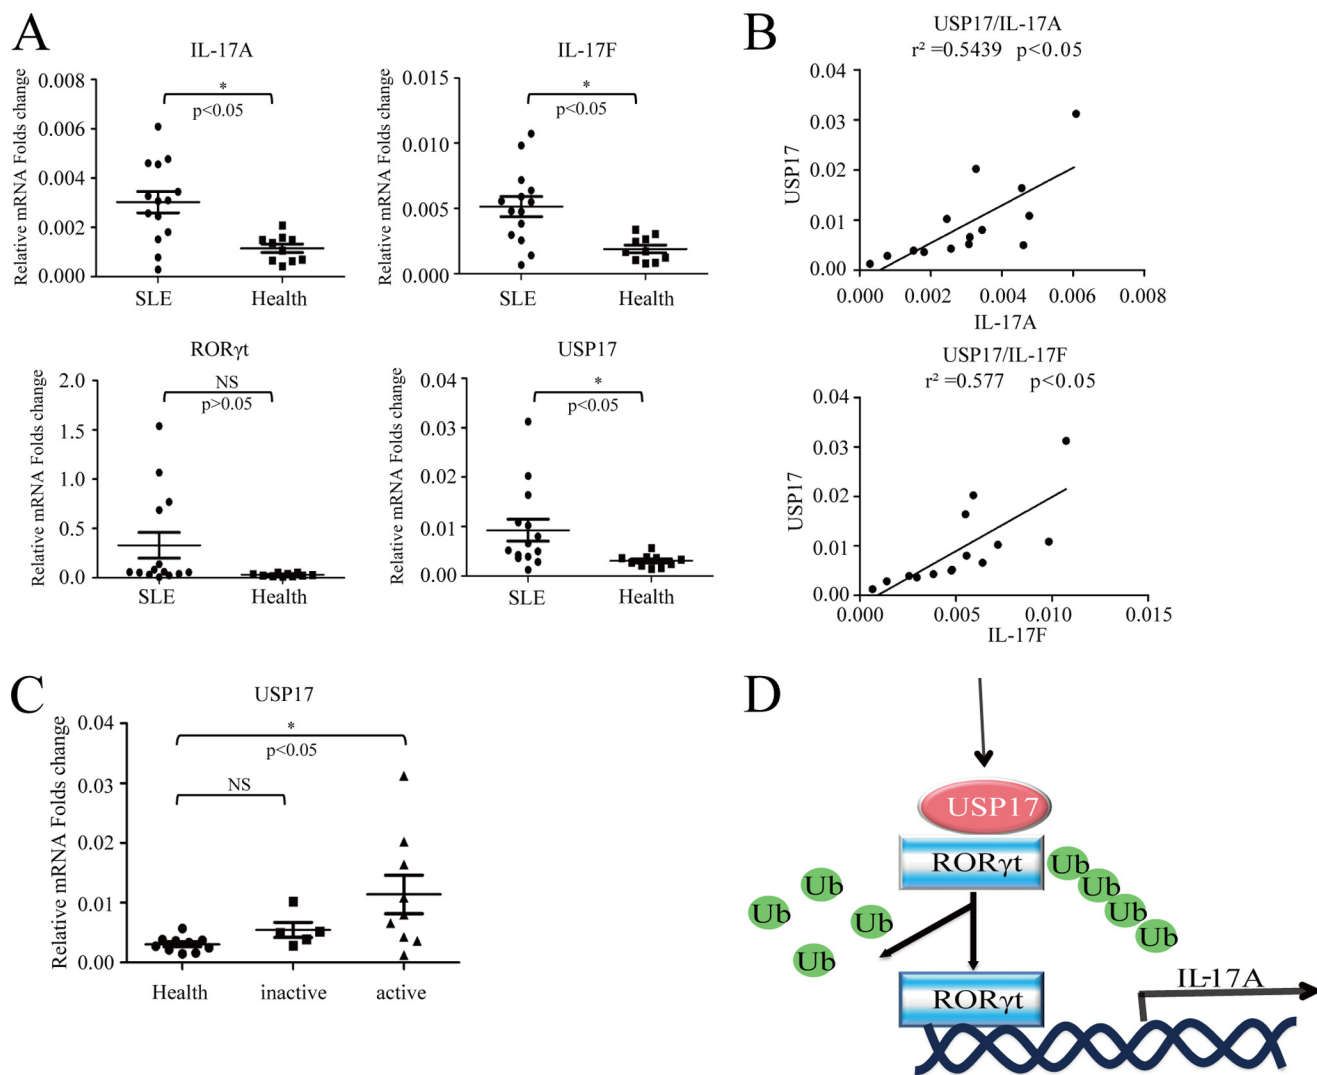 A
IL-17A
Relative mRNA Folds change
0.008
0.006
0.004
0.002
0.000
*
p<0.05
SLE
Health
IL-17F
Relative mRNA Folds change
0.015
0.010
0.005
0.000
*
p<0.05
SLE
Health
RORγt
Relative mRNA Folds change
2.0
1.5
1.0
0.5
0.0
NS
p>0.05
SLE
Health
USP17
Relative mRNA Folds change
0.04
0.03
0.02
0.01
0.00
*
p<0.05
SLE
Health
B
USP17/IL-17A
r² =0.5439 p<0.05
USP17
0.04
0.03
0.02
0.01
0.00
0.000 0.002 0.004 0.006 0.008
IL-17A
USP17/IL-17F
r² =0.577 p<0.05
USP17
0.04
0.03
0.02
0.01
0.00
0.000 0.005 0.010 0.015
IL-17F
C
USP17
Relative mRNA Folds change
0.04
0.03
0.02
0.01
0.00
*
p<0.05
NS
Health inactive active
D
USP17
RORγt
Ub
Ub
Ub
Ub
Ub
Ub
Ub
Ub
RORγt
IL-17A